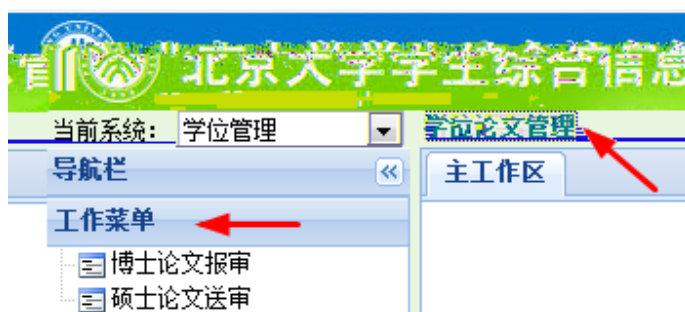 北京大学学生综合信息
当前系统: 学位管理 学位论文管理
导航栏 主工作区
工作菜单
博士论文报审
硕士论文送审